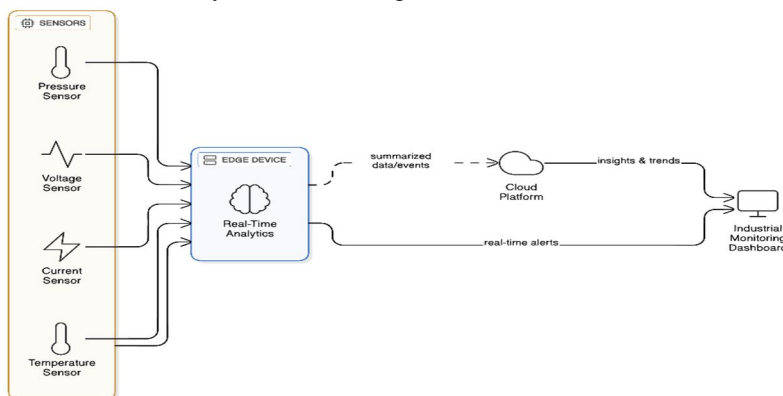 SENSORS
Pressure
Sensor
Voltage
Sensor
Current
Sensor
Temperature
Sensor
EDGE DEVICE
Real-Time
Analytics
summarized
data/events
Cloud
Platform
insights & trends
real-time alerts
Industrial
Monitoring
Dashboard